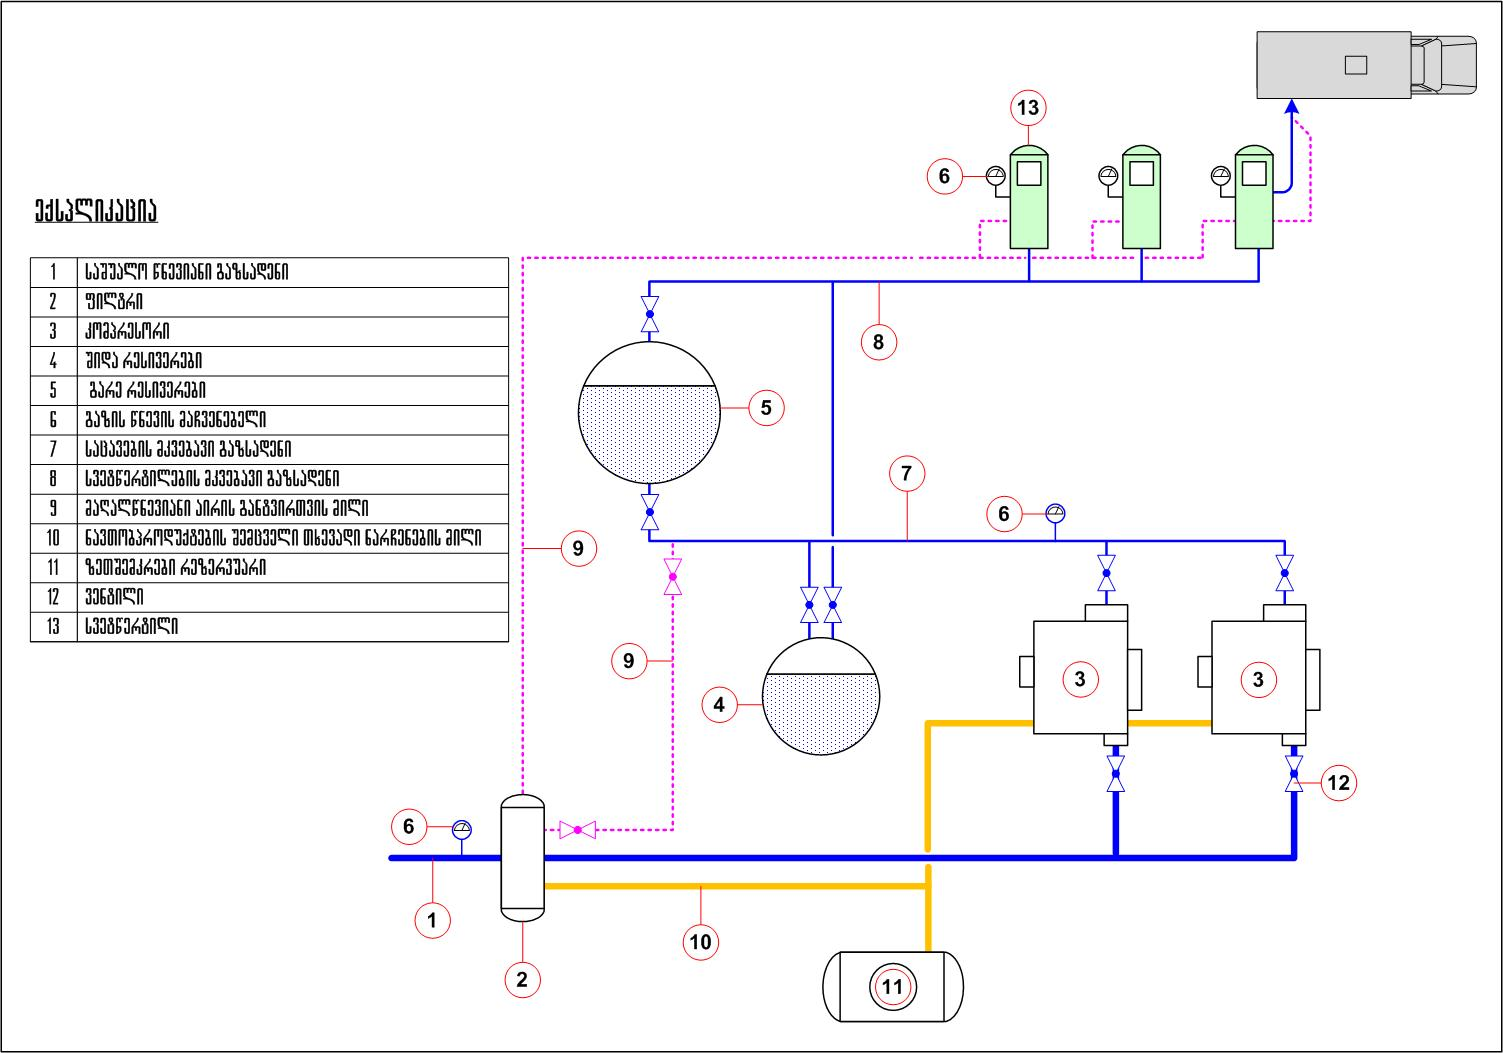 13
6
ექსპლიკაცია
1 საშუალო წნევიანი გაზსადენი
2 ფილტრი
3 კომპრესორი
4 შიდა რესივერები
5 გარე რესივერები
6 გაზის წნევის მაჩვენებელი
7 საცავების მკვებავი გაზსადენი
8 სვეტწერტილების მკვებავი გაზსადენი
9 მაღალწნევიანი აირის განტვირთვის მილი
10 ნავთობპროდუქტების შემცველი თხევადი ნარჩენების მილი
11 ზეთშემკრები რეზერვუარი
12 ვენტილი
13 სვეტწერტილი
8
5
7
6
9
9
3
3
4
12
6
1
10
2
11